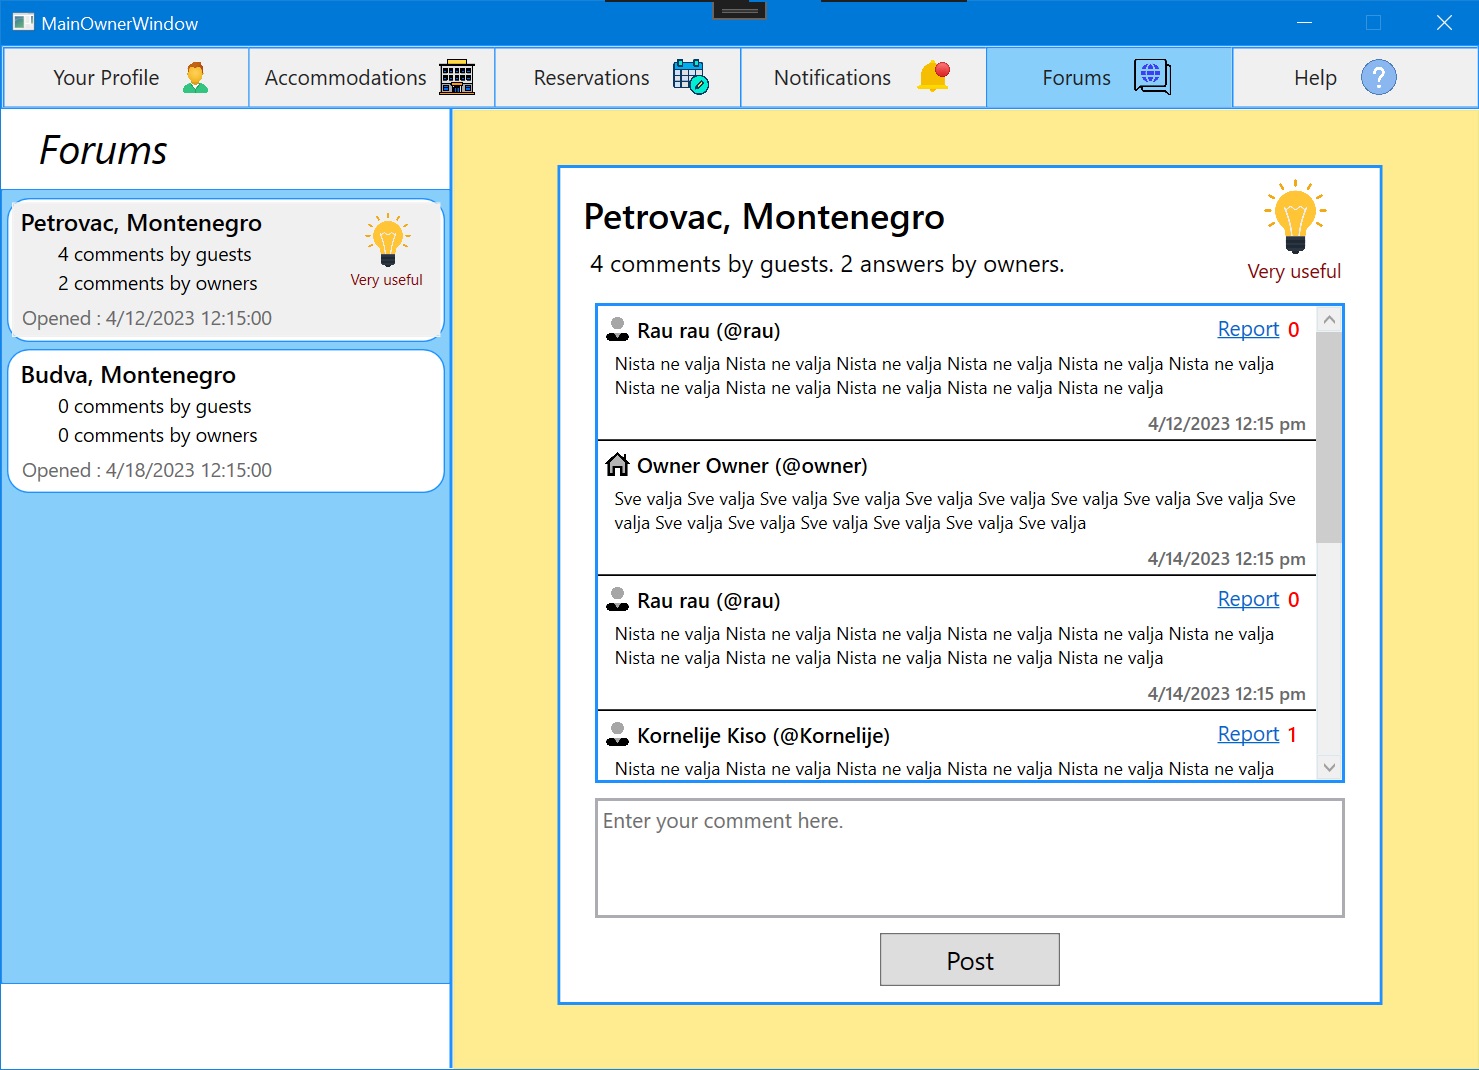 MainOwnerWindow
Your Profile
Accommodations
Reservations
Notifications
Forums
Help
?
Forums
Petrovac, Montenegro
4 comments by guests
2 comments by owners
Very useful
Opened : 4/12/2023 12:15:00
Budva, Montenegro
0 comments by guests
0 comments by owners
Opened : 4/18/2023 12:15:00
Petrovac, Montenegro
4 comments by guests. 2 answers by owners.
Very useful
Rau rau (@rau)
Report 0
Nista ne valja Nista ne valja Nista ne valja Nista ne valja Nista ne valja Nista ne valja
Nista ne valja Nista ne valja Nista ne valja Nista ne valja Nista ne valja
4/12/2023 12:15 pm
Owner Owner (@owner)
Sve valja Sve valja Sve valja Sve valja Sve valja Sve valja Sve valja Sve valja Sve valja Sve
valja Sve valja Sve valja Sve valja Sve valja Sve valja Sve valja
4/14/2023 12:15 pm
Rau rau (@rau)
Report 0
Nista ne valja Nista ne valja Nista ne valja Nista ne valja Nista ne valja Nista ne valja
Nista ne valja Nista ne valja Nista ne valja Nista ne valja Nista ne valja
4/14/2023 12:15 pm
Kornelije Kiso (@Kornelije)
Report 1
Nista ne valja Nista ne valja Nista ne valja Nista ne valja Nista ne valja Nista ne valja
Enter your comment here.
Post